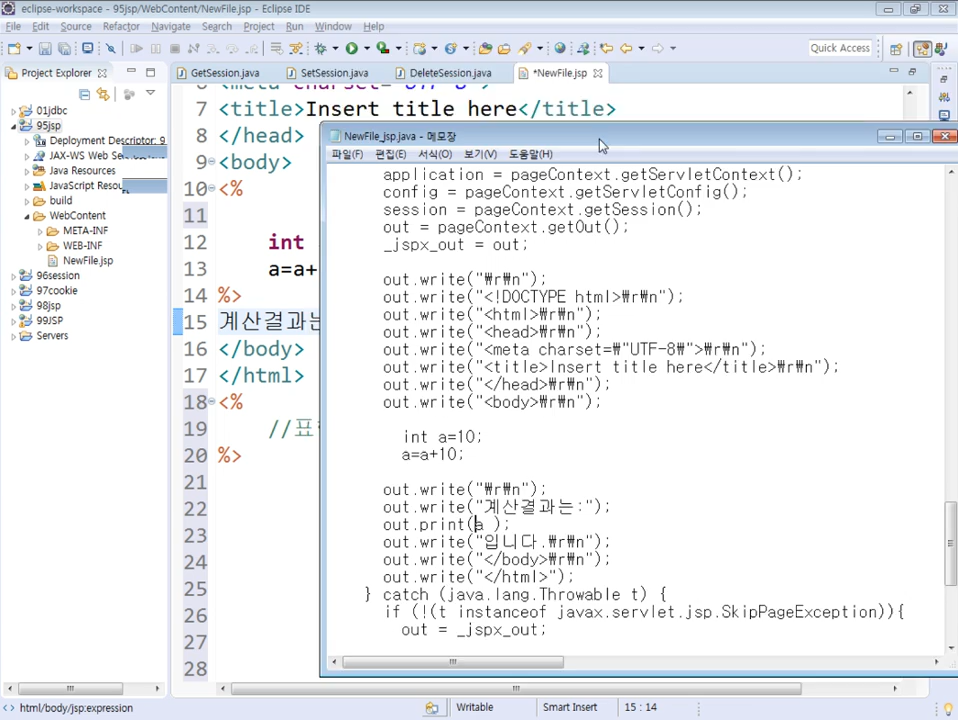 eclipse-workspace - 95jsp/WebContent/NewFile.jsp - Eclipse IDE
File Edit Source Refactor Navigate Search Project Run Window Help
Quick Access
Project Explorer
GetSession.java
SetSession.java
DeleteSession.java
*NewFile.jsp
01jdbc
95jsp
Deployment Descriptor: 9
JAX-WS Web
Java Resources
JavaScript
build
WebContent
META-INF
WEB-INF
NewFile.jsp
96session
97cookie
98jsp
99JSP
Servers
7 <title>Insert title here</title>
8 </head>
9 <body>
10 <%
11
12 int
13 a=a+
14 %>
15 계산결과는
16 </body>
17 </html>
18 <%
19 //표
20 %>
21
22
23
24
25
26
27
28
NewFile_jsp.java - 메모장
파일(F) 편집(E) 서식(O) 보기(V) 도움말(H)
application = pageContext.getServletContext();
config = pageContext.getServletConfig();
session = pageContext.getSession();
out = pageContext.getOut();
_jspx_out = out;
out.write("₩r₩n");
out.write("<!DOCTYPE html>₩r₩n");
out.write("<html>₩r₩n");
out.write("<head>₩r₩n");
out.write("<meta charset=₩"UTF-8₩">₩r₩n");
out.write("<title>Insert title here</title>₩r₩n");
out.write("</head>₩r₩n");
out.write("<body>₩r₩n");
int a=10;
a=a+10;
out.write("₩r₩n");
out.write("계산결과는:");
out.print(a );
out.write("입니다.₩r₩n");
out.write("</body>₩r₩n");
out.write("</html>");
} catch (java.lang.Throwable t) {
if (!(t instanceof javax.servlet.jsp.SkipPageException)){
out = _jspx_out;
html/body/jsp:expression
Writable
Smart Insert
15 : 14